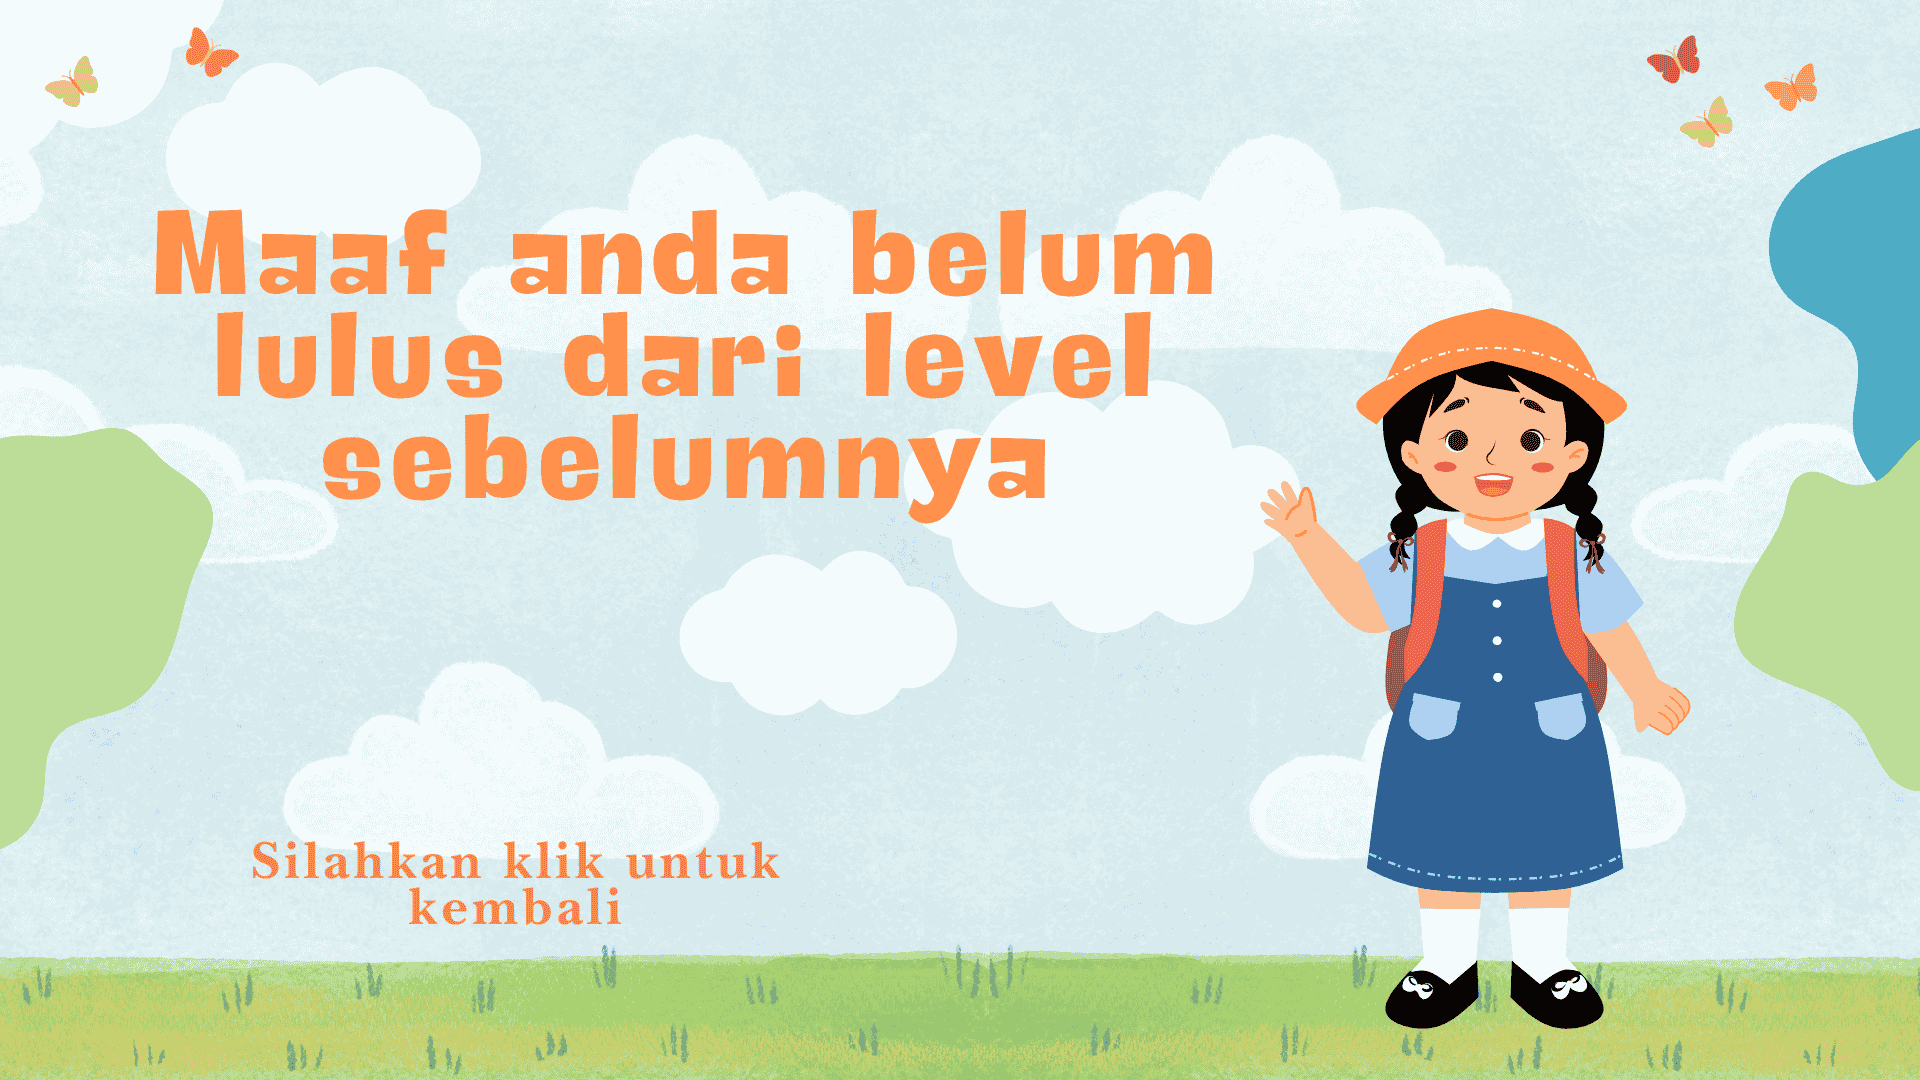 Maaf anda belum
lulus dari level
sebelumnya
Silahkan klik untuk
kembali